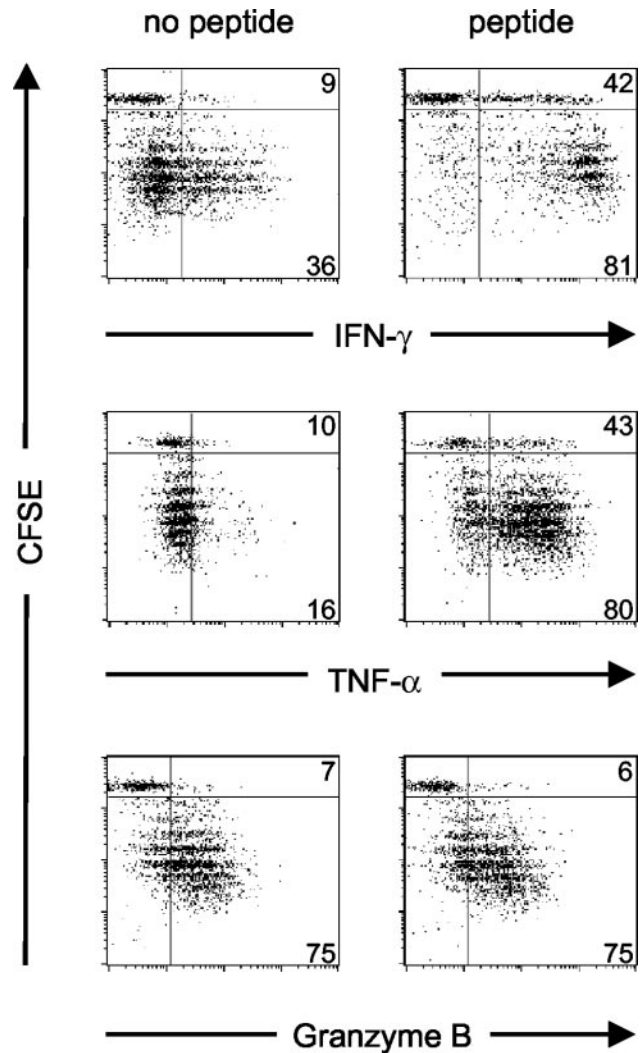 no peptide peptide
9 42
36 81
IFN-γ
10 43
CFSE
16 80
TNF-α
7 6
75 75
Granzyme B